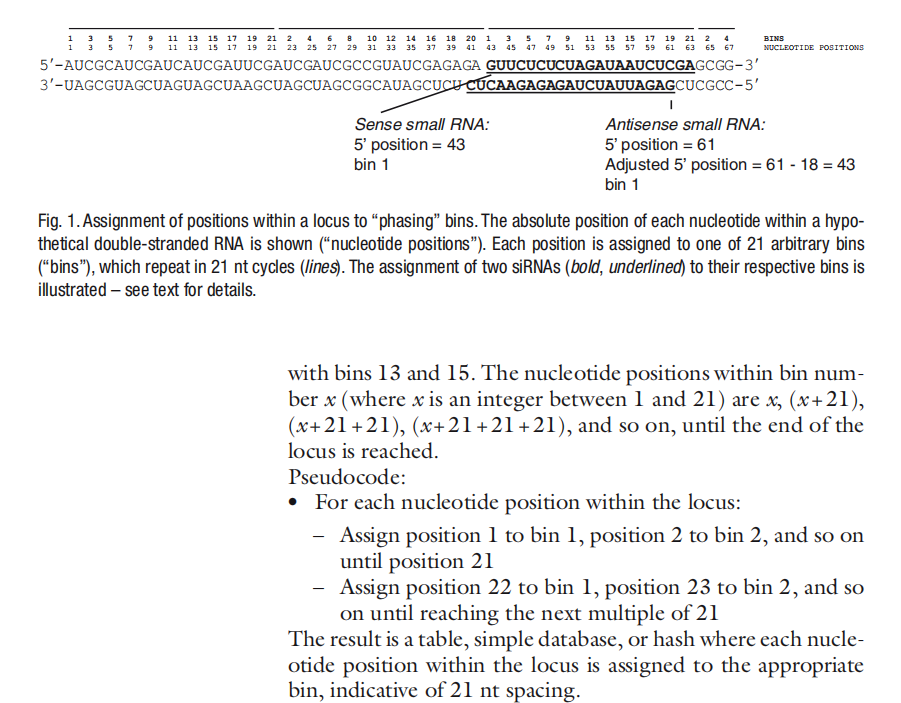 1 3 5 7 9 11 13 15 17 19 21 2 4 6 8 10 12 14 16 18 20 1 3 5 7 9 11 13 15 17 19 21 2 4 BINS
1 3 5 7 9 11 13 15 17 19 21 23 25 27 29 31 33 35 37 39 41 43 45 47 49 51 53 55 57 59 61 63 65 67 NUCLEOTIDE POSITIONS
5′-AUCGCAUCGAUCAUCGAUUCGAUCGAUCGCCGUAUCGAGAGA GUUCUCUCUAGAUAAUCUCGAGCGG-3′
3′-UAGCGUAGCUAGUAGCUAAGCUAGCUAGCGGCAUAGCUCU CUCAAGAGAGAUCUAUUAGAGCUCGCC-5′
Sense small RNA:
5’ position = 43
bin 1
Antisense small RNA:
5’ position = 61
Adjusted 5’ position = 61 - 18 = 43
bin 1
Fig. 1. Assignment of positions within a locus to “phasing” bins. The absolute position of each nucleotide within a hypo-
thetical double-stranded RNA is shown (“nucleotide positions”). Each position is assigned to one of 21 arbitrary bins
(“bins”), which repeat in 21 nt cycles (lines). The assignment of two siRNAs (bold, underlined) to their respective bins is
illustrated – see text for details.
with bins 13 and 15. The nucleotide positions within bin num-
ber x (where x is an integer between 1 and 21) are x, (x+21),
(x+21+21), (x+21+21+21), and so on, until the end of the
locus is reached.
Pseudocode:
• For each nucleotide position within the locus:
– Assign position 1 to bin 1, position 2 to bin 2, and so on
until position 21
– Assign position 22 to bin 1, position 23 to bin 2, and so
on until reaching the next multiple of 21
The result is a table, simple database, or hash where each nucle-
otide position within the locus is assigned to the appropriate
bin, indicative of 21 nt spacing.